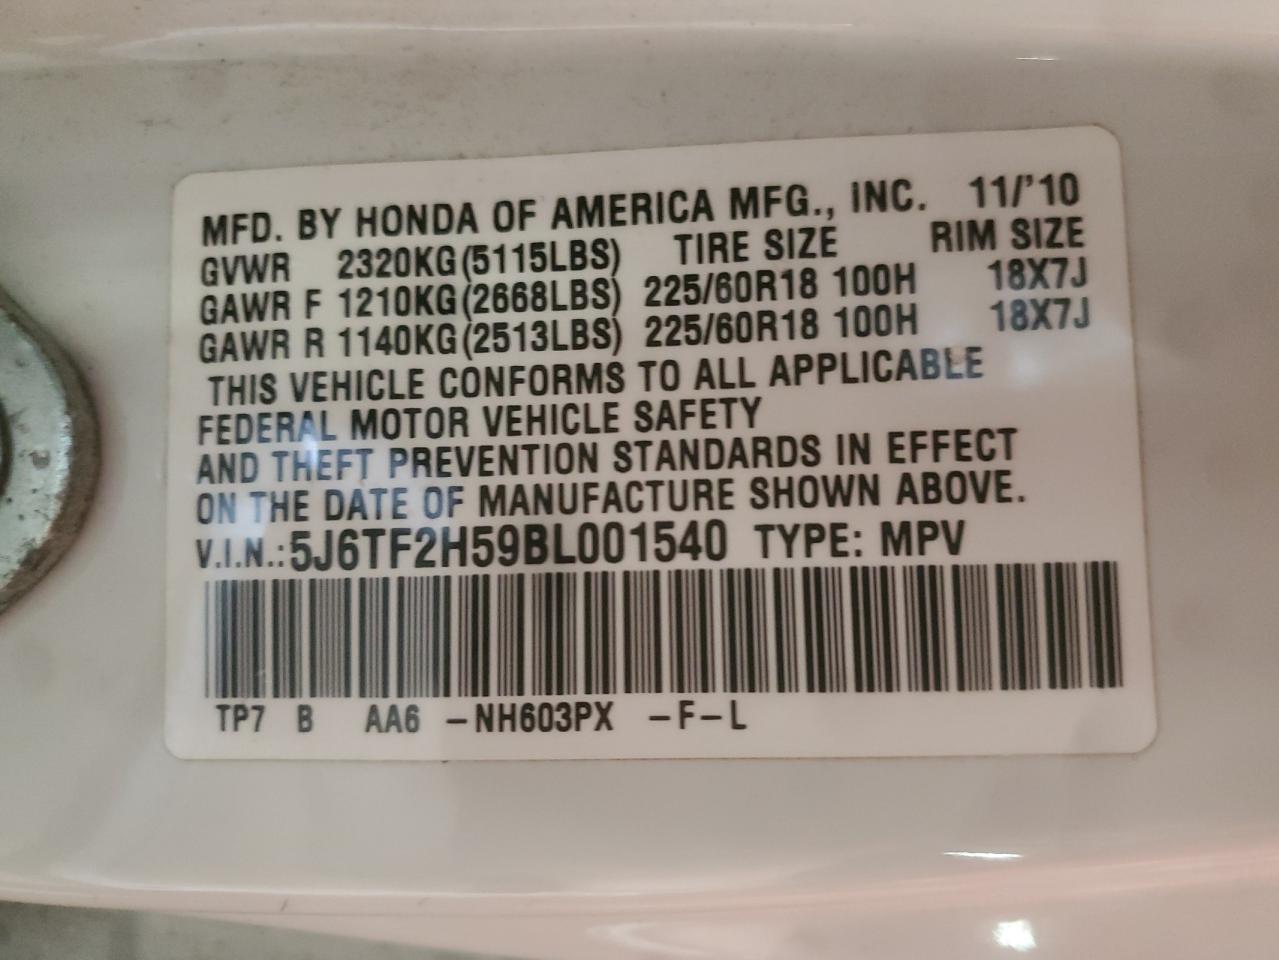 MFD. BY HONDA OF AMERICA MFG., INC. 11/'10
GVWR 2320KG(5115LBS) TIRE SIZE RIM SIZE
GAWR F 1210KG(2668LBS) 225/60R18 100H 18X7J
GAWR R 1140KG(2513LBS) 225/60R18 100H 18X7J
THIS VEHICLE CONFORMS TO ALL APPLICABLE
FEDERAL MOTOR VEHICLE SAFETY
AND THEFT PREVENTION STANDARDS IN EFFECT
ON THE DATE OF MANUFACTURE SHOWN ABOVE.
V.I.N.: 5J6TF2H59BL001540 TYPE: MPV
TP7 B AA6 -NH603PX -F-L